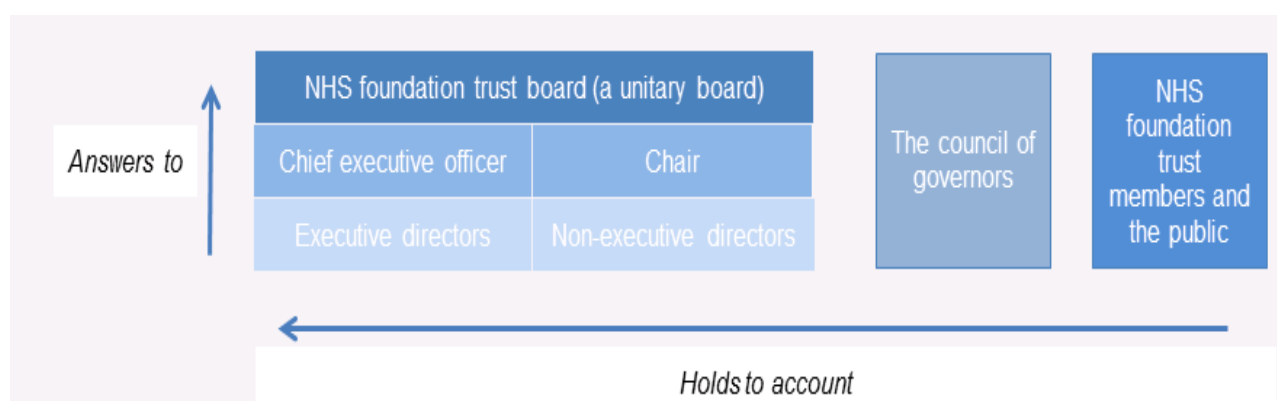 NHS foundation trust board (a unitary board)
Answers to
Chief executive officer
Chair
Executive directors
Non-executive directors
The council of
governors
NHS
foundation
trust
members and
the public
Holds to account